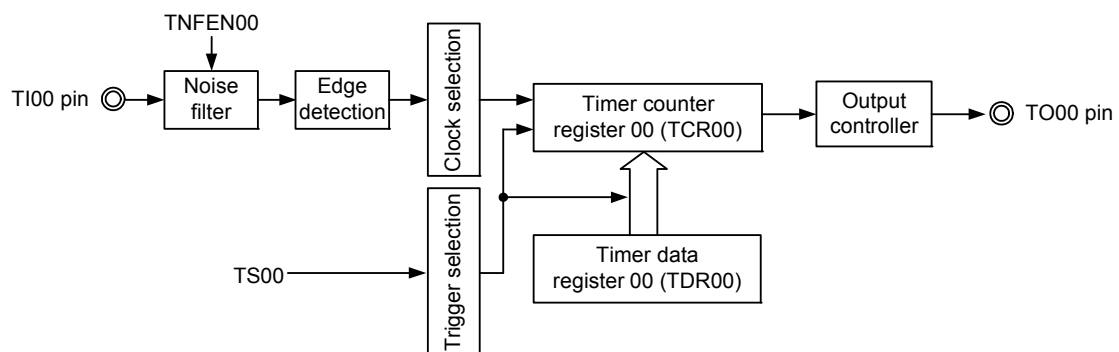 TNFEN00
TI00 pin
Noise
filter
Edge
detection
Clock selection
Timer counter
register 00 (TCR00)
Output
controller
TO00 pin
TS00
Trigger selection
Timer data
register 00 (TDR00)